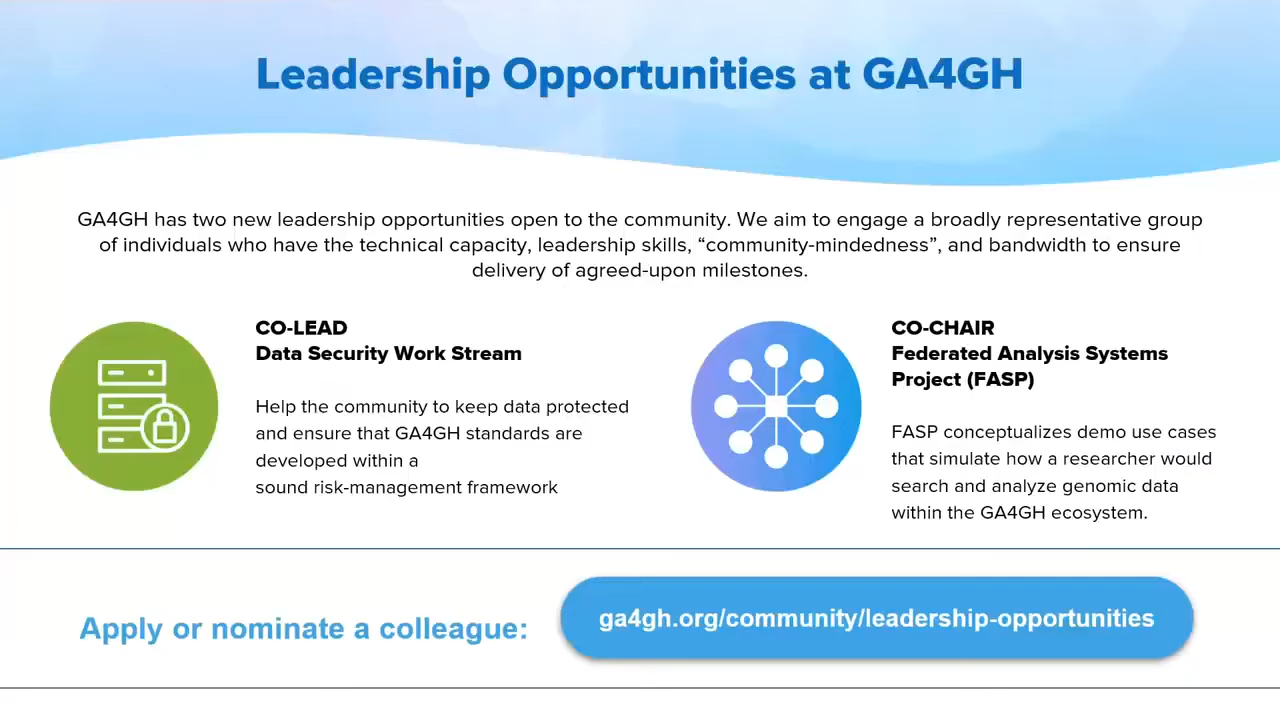 Leadership Opportunities at GA4GH
GA4GH has two new leadership opportunities open to the community. We aim to engage a broadly representative group
of individuals who have the technical capacity, leadership skills, “community-mindedness”, and bandwidth to ensure
delivery of agreed-upon milestones.
CO-LEAD
Data Security Work Stream
Help the community to keep data protected
and ensure that GA4GH standards are
developed within a
sound risk-management framework
CO-CHAIR
Federated Analysis Systems
Project (FASP)
FASP conceptualizes demo use cases
that simulate how a researcher would
search and analyze genomic data
within the GA4GH ecosystem.
Apply or nominate a colleague:
ga4gh.org/community/leadership-opportunities